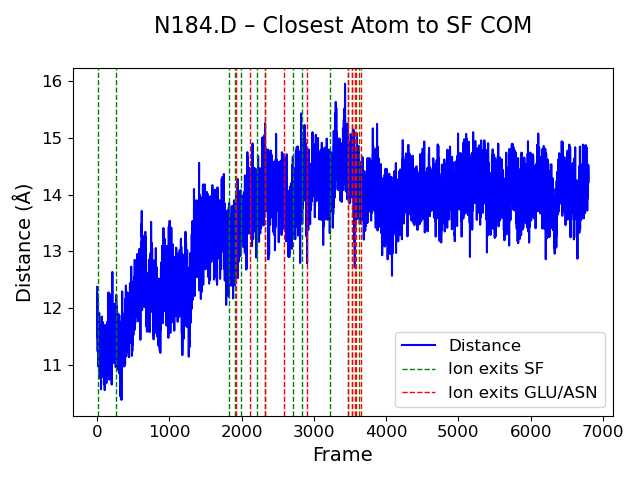 N184.D – Closest Atom to SF COM
16
15
14
13
12
11
Distance (Å)
Distance
Ion exits SF
Ion exits GLU/ASN
0 1000 2000 3000 4000 5000 6000 7000
Frame